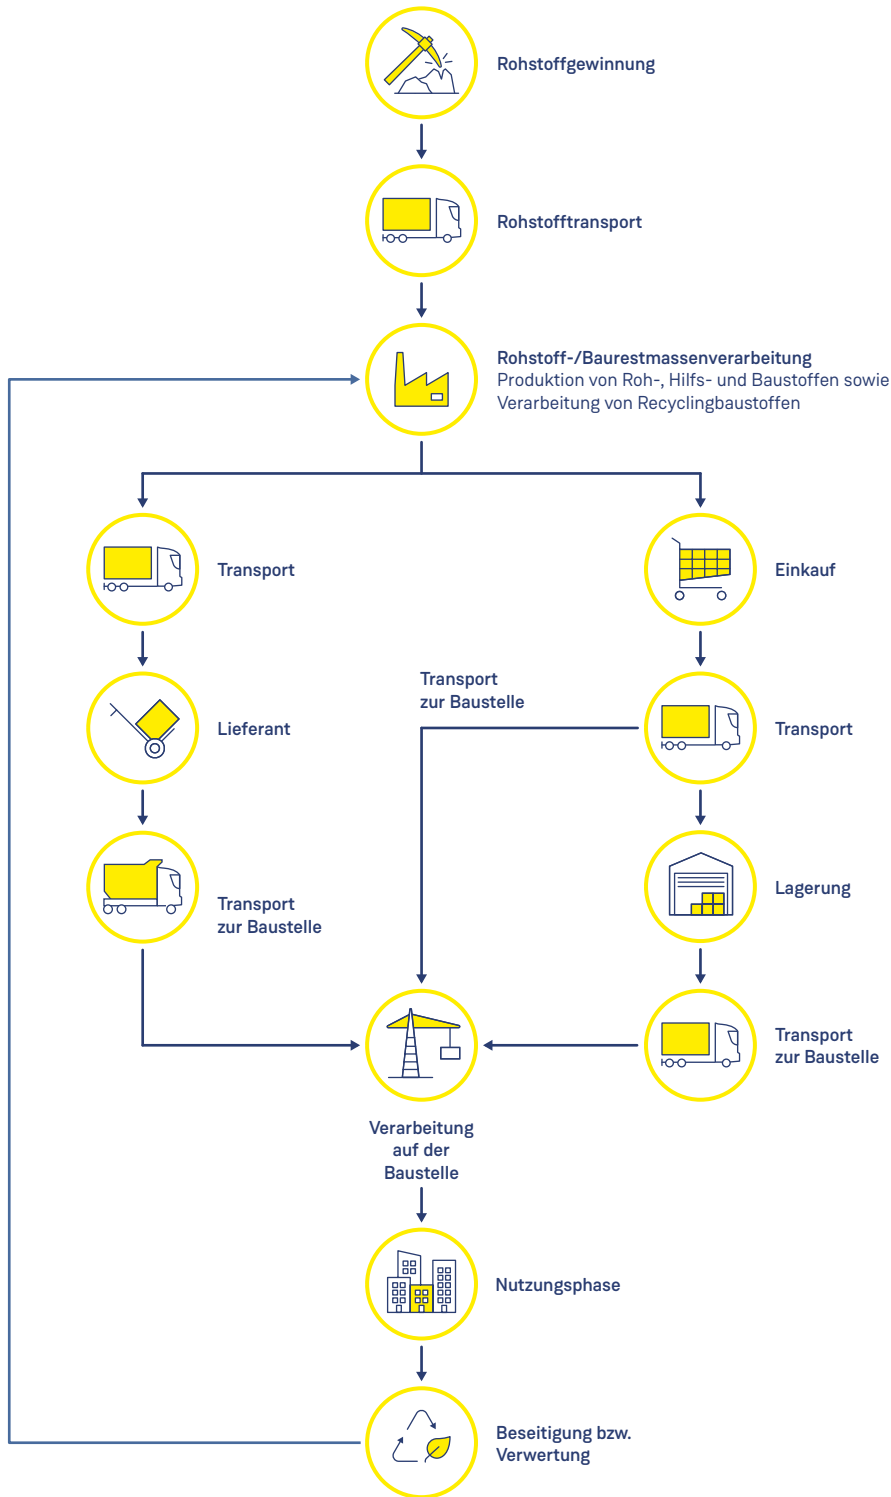 Rohstoffgewinnung
Rohstofftransport
Rohstoff-/Baurestmassenverarbeitung
Produktion von Roh-, Hilfs- und Baustoffen sowie
Verarbeitung von Recyclingbaustoffen
Transport
Einkauf
Transport
zur Baustelle
Lieferant
Transport
Lagerung
Transport
zur Baustelle
Transport
zur Baustelle
Verarbeitung
auf der
Baustelle
Nutzungsphase
Beseitigung bzw.
Verwertung